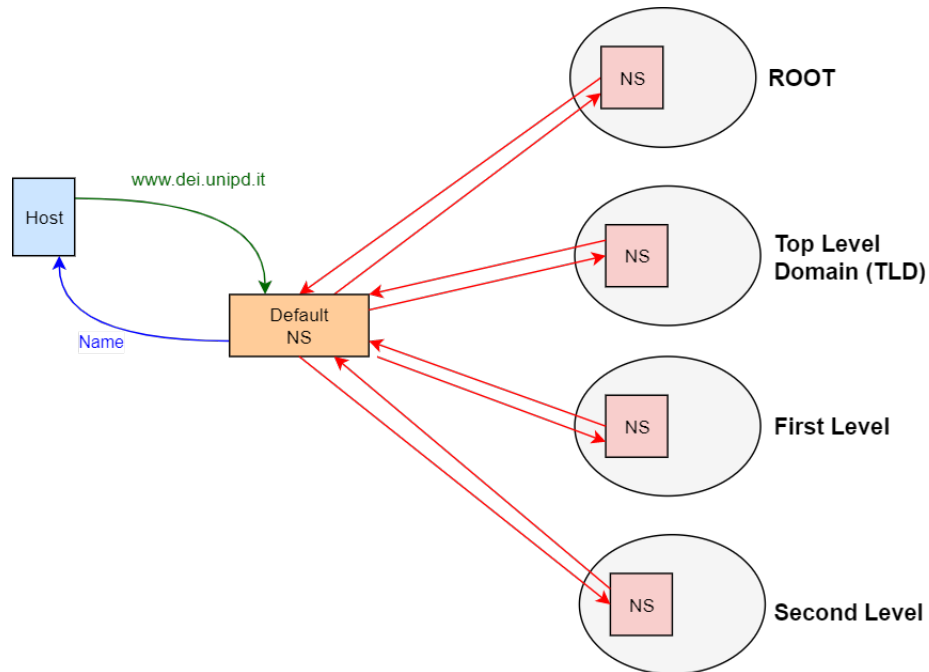 NS
ROOT
www.dei.unipd.it
Host
NS
Top Level
Domain (TLD)
Default
NS
Name
NS
First Level
NS
Second Level